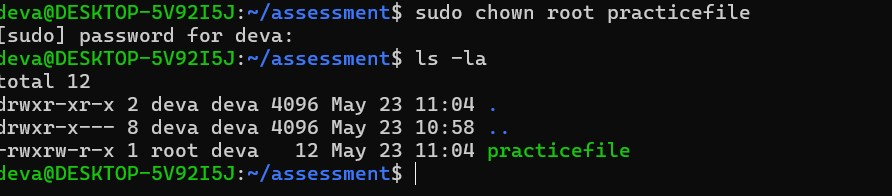 deva@DESKTOP-5V92I5J:~/assessment$ sudo chown root practicefile
[sudo] password for deva:
deva@DESKTOP-5V92I5J:~/assessment$ ls -la
total 12
drwxr-xr-x 2 deva deva 4096 May 23 11:04 .
drwxr-x--- 8 deva deva 4096 May 23 10:58 ..
-rwxrw-r-x 1 root deva   12 May 23 11:04 practicefile
deva@DESKTOP-5V92I5J:~/assessment$